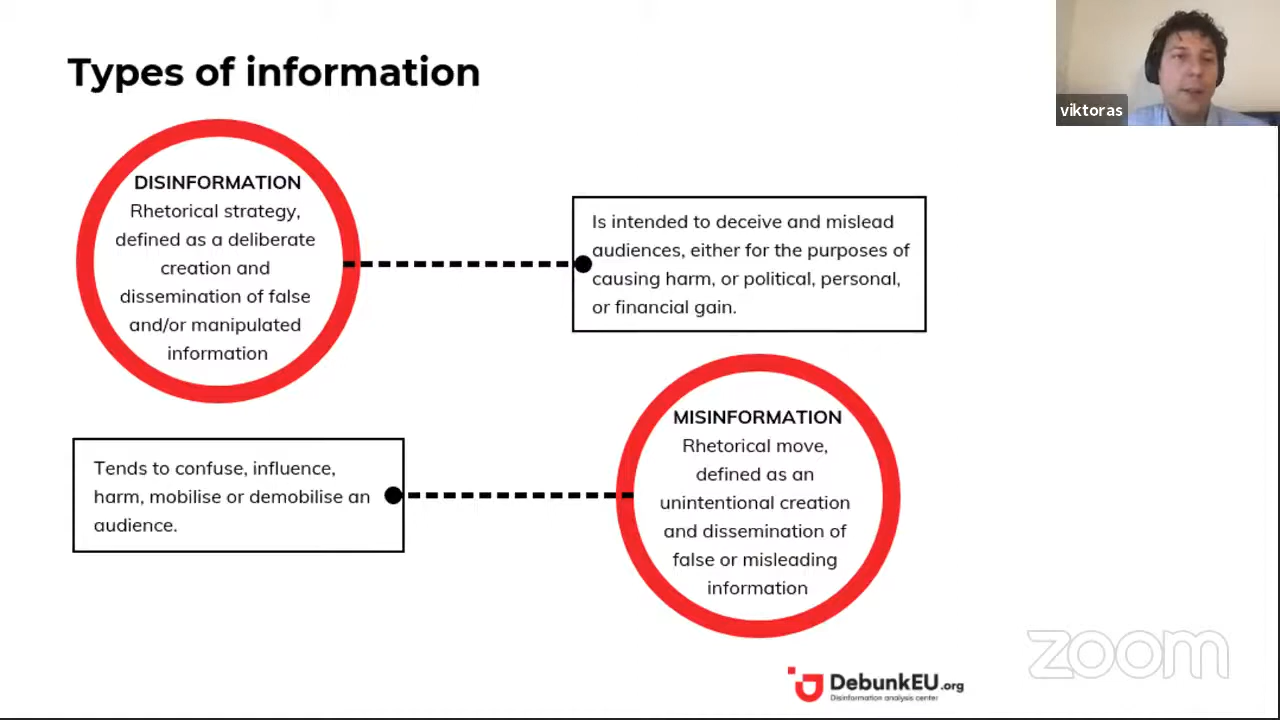 Types of information
viktoras
DISINFORMATION
Rhetorical strategy,
defined as a deliberate
creation and
dissemination of false
and/or manipulated
information
Is intended to deceive and mislead
audiences, either for the purposes of
causing harm, or political, personal,
or financial gain.
MISINFORMATION
Rhetorical move,
defined as an
unintentional creation
and dissemination of
false or misleading
information
Tends to confuse, influence,
harm, mobilise or demobilise an
audience.
zoom
DebunkEU.org
Disinformation analysis center